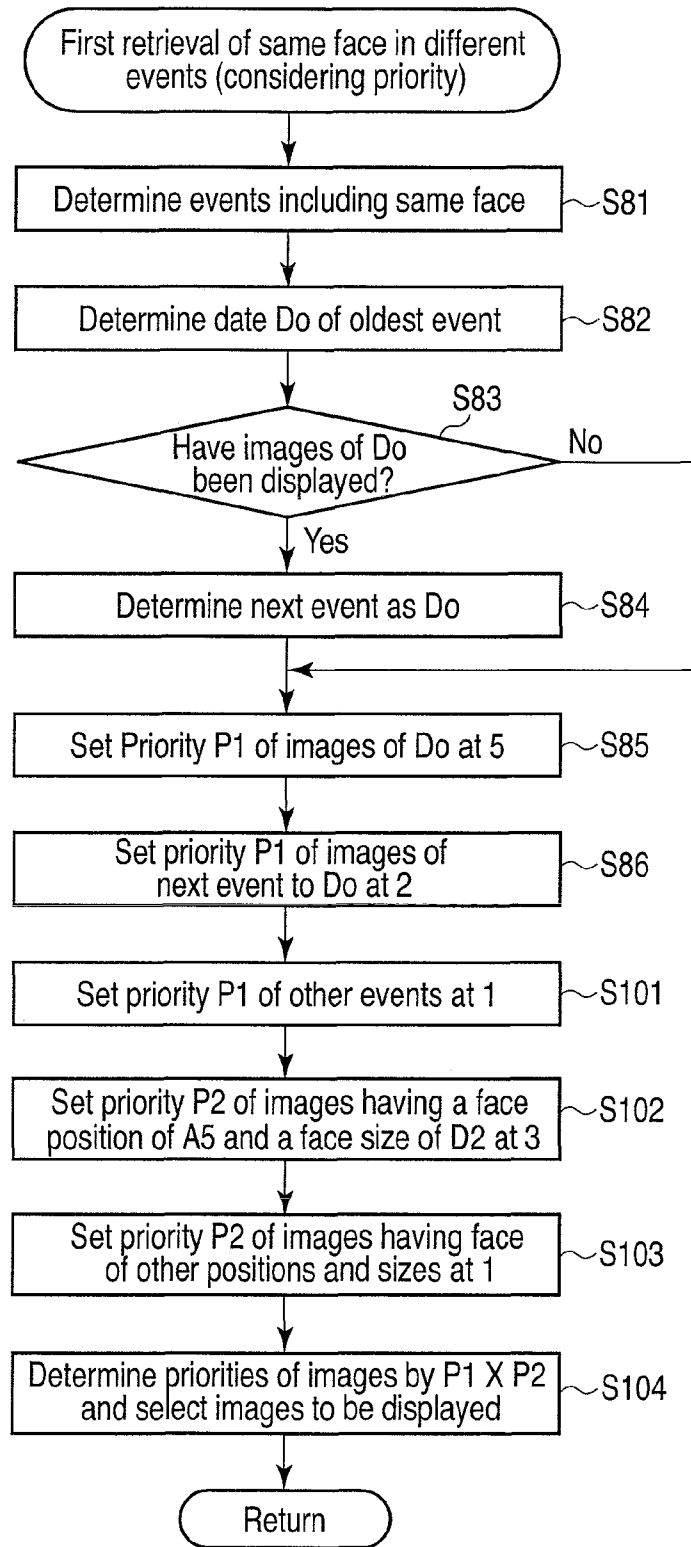 First retrieval of same face in different
events (considering priority)
Determine events including same face
S81
Determine date Do of oldest event
S82
S83
Have images of Do
been displayed?
No
Yes
Determine next event as Do
S84
Set Priority P1 of images of Do at 5
S85
Set priority P1 of images of
next event to Do at 2
S86
Set priority P1 of other events at 1
S101
Set priority P2 of images having a face
position of A5 and a face size of D2 at 3
S102
Set priority P2 of images having face
of other positions and sizes at 1
S103
Determine priorities of images by P1 X P2
and select images to be displayed
S104
Return